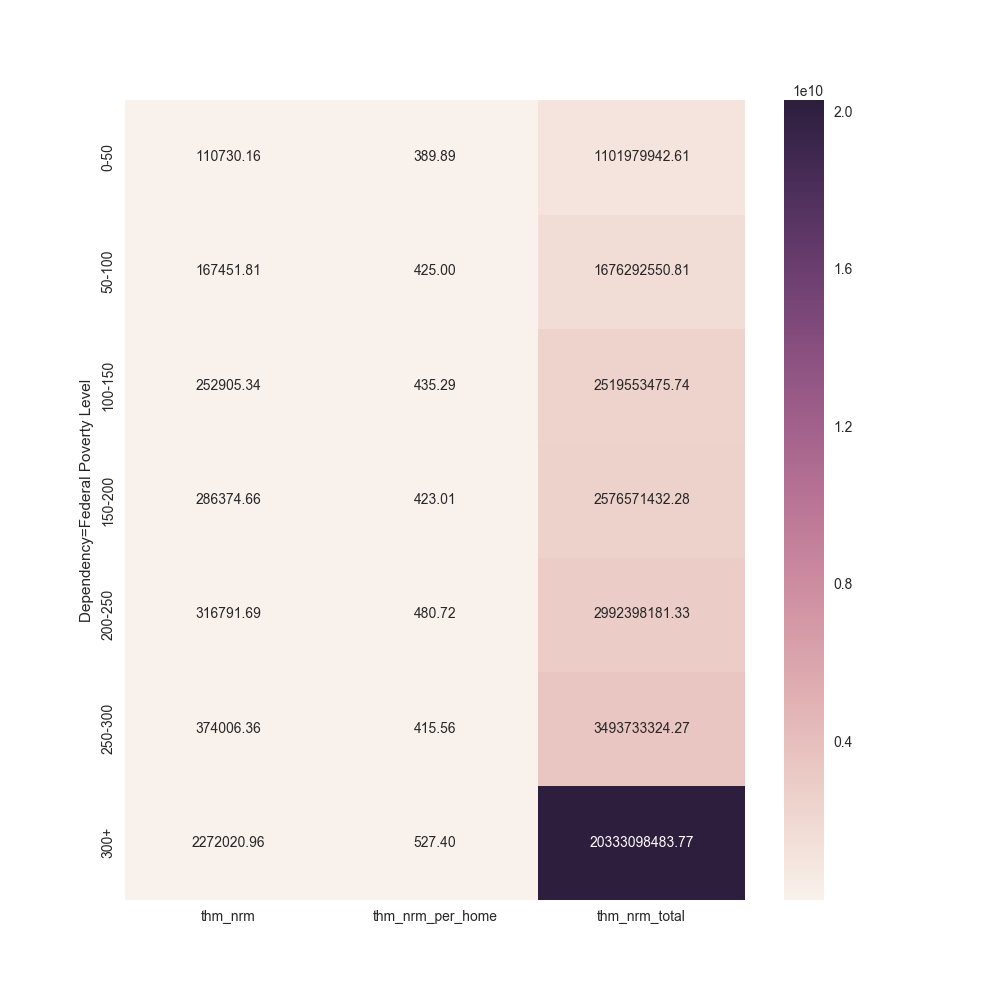 1e10
0-50 110730.16 389.89 1101979942.61 2.0
50-100 167451.81 425.00 1676292550.81 1.6
100-150 252905.34 435.29 2519553475.74 1.2
Dependency=Federal Poverty Level
150-200 286374.66 423.01 2576571432.28
200-250 316791.69 480.72 2992398181.33 0.8
250-300 374006.36 415.56 3493733324.27 0.4
300+ 2272020.96 527.40 20333098483.77
thm_nrm thm_nrm_per_home thm_nrm_total